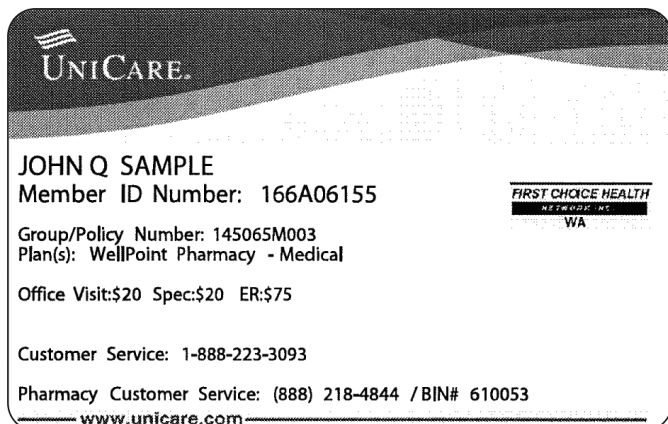 UNICARE®
JOHN Q SAMPLE
Member ID Number: 166A06155
FIRST CHOICE HEALTH
NETWORK INC
WA
Group/Policy Number: 145065M003
Plan(s): WellPoint Pharmacy - Medical
Office Visit:$20 Spec:$20 ER:$75
Customer Service: 1-888-223-3093
Pharmacy Customer Service: (888) 218-4844 / BIN# 610053
www.unicare.com